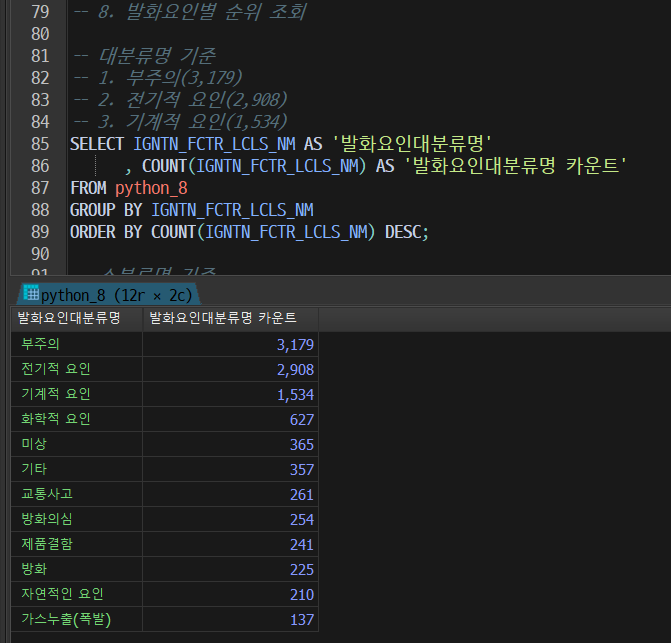 79 -- 8. 발화요인별 순위 조회
80
81 -- 대분류명 기준
82 -- 1. 부주의(3,179)
83 -- 2. 전기적 요인(2,908)
84 -- 3. 기계적 요인(1,534)
85 SELECT IGNTN_FCTR_LCLS_NM AS '발화요인대분류명'
86 , COUNT(IGNTN_FCTR_LCLS_NM) AS '발화요인대분류명 카운트'
87 FROM python_8
88 GROUP BY IGNTN_FCTR_LCLS_NM
89 ORDER BY COUNT(IGNTN_FCTR_LCLS_NM) DESC;
90
91 -- 소분류명 기준
python_8 (12r × 2c)
발화요인대분류명 발화요인대분류명 카운트
부주의 3,179
전기적 요인 2,908
기계적 요인 1,534
화학적 요인 627
미상 365
기타 357
교통사고 261
방화의심 254
제품결함 241
방화 225
자연적인 요인 210
가스누출(폭발) 137